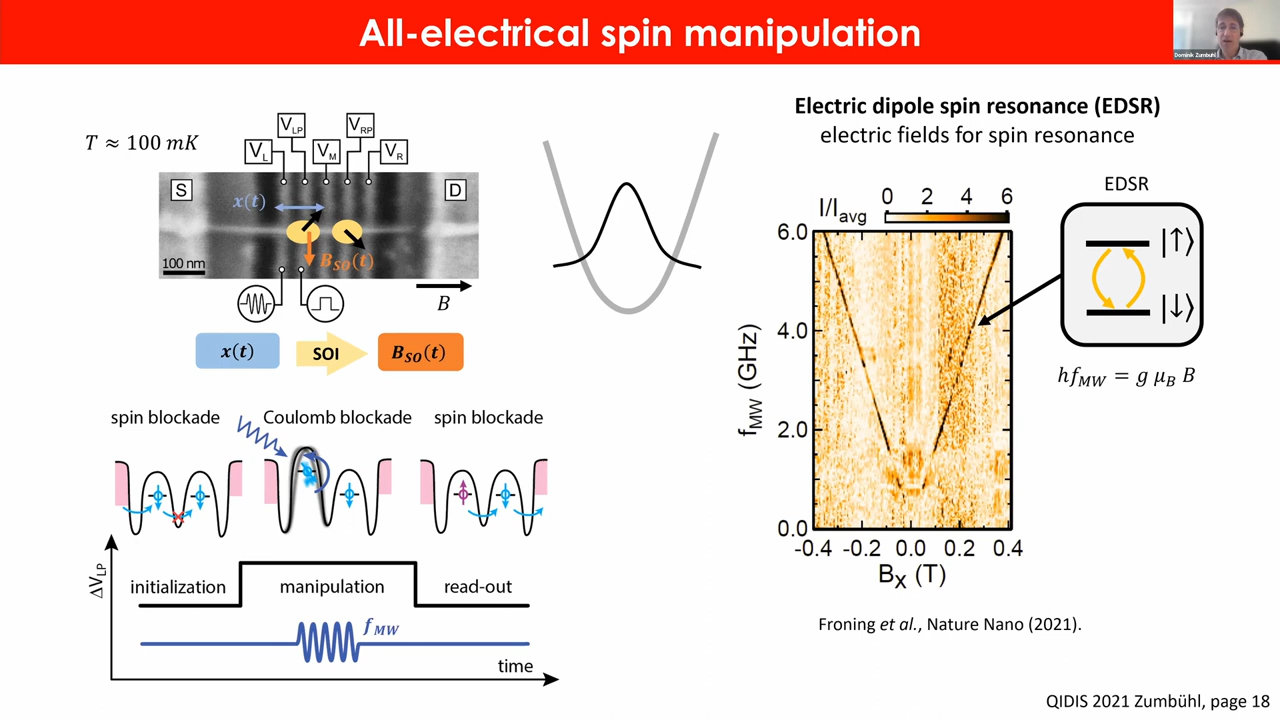 All-electrical spin manipulation
Dominik Zumbühl
T ≈ 100 mK
V_L
V_LP
V_M
V_RP
V_R
S
D
x(t)
B_SO(t)
100 nm
B
x(t)
SOI
B_SO(t)
spin blockade
Coulomb blockade
spin blockade
ΔV_LP
initialization
manipulation
read-out
f_MW
time
Electric dipole spin resonance (EDSR)
electric fields for spin resonance
I/I_avg
0 2 4 6
6.0
4.0
2.0
0.0
f_MW (GHz)
-0.4 -0.2 0.0 0.2 0.4
B_X (T)
EDSR
|↑⟩
|↓⟩
hf_MW = g μ_B B
Froning et al., Nature Nano (2021).
QIDIS 2021 Zumbühl, page 18